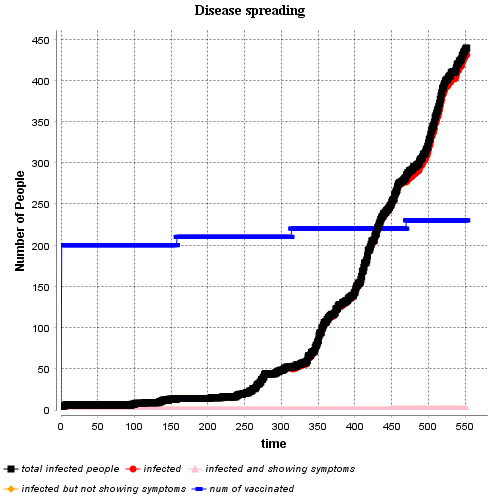 Disease spreading
Number of People
450
400
350
300
250
200
150
100
50
0
0 50 100 150 200 250 300 350 400 450 500 550
time
total infected people infected infected and showing symptoms
infected but not showing symptoms num of vaccinated